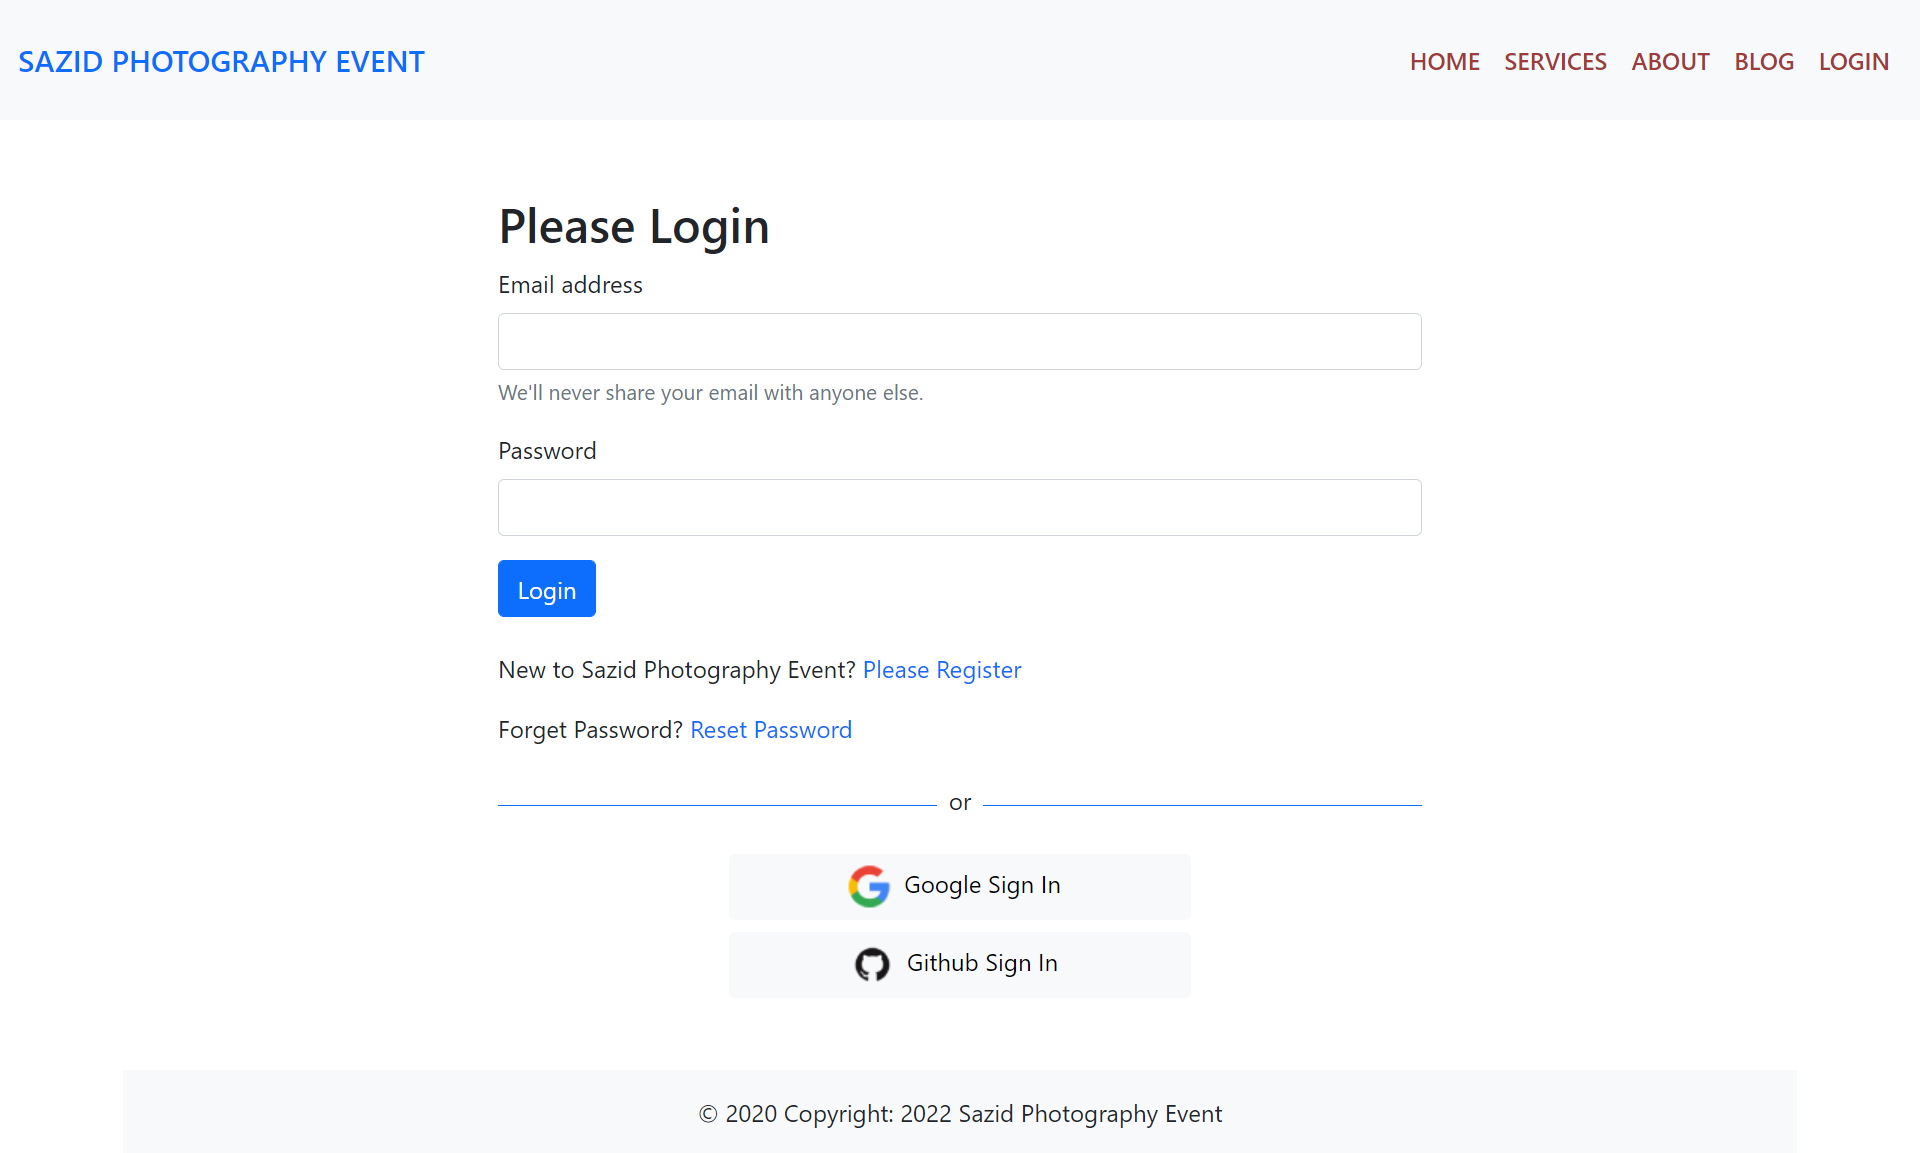 SAZID PHOTOGRAPHY EVENT
HOME SERVICES ABOUT BLOG LOGIN
Please Login
Email address
We'll never share your email with anyone else.
Password
Login
New to Sazid Photography Event? Please Register
Forget Password? Reset Password
or
Google Sign In
Github Sign In
© 2020 Copyright: 2022 Sazid Photography Event